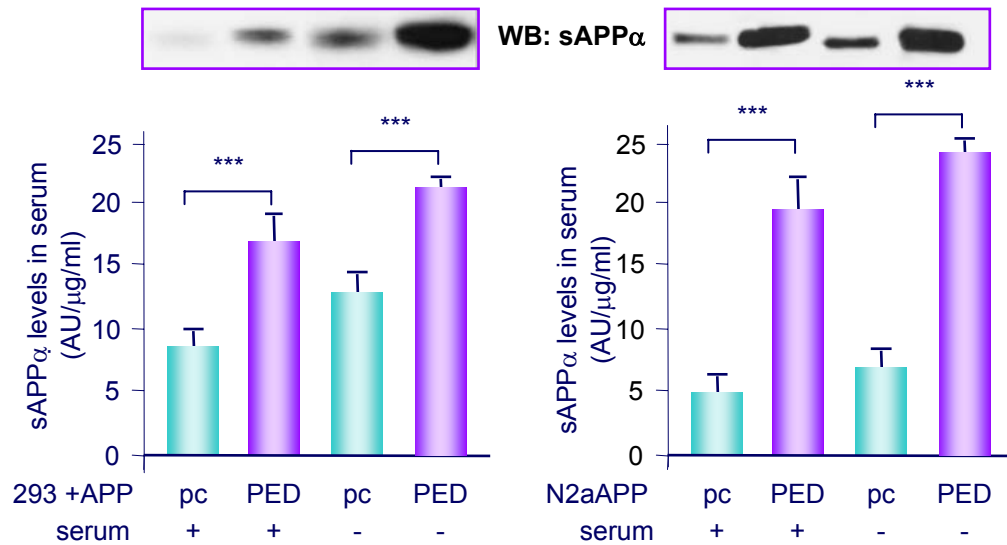 WB: sAPPα
sAPPα levels in serum
(AU/μg/ml)
25
20
15
10
5
0
***
***
293 +APP pc PED pc PED
serum + + - -
sAPPα levels in serum
(AU/μg/ml)
25
20
15
10
5
0
***
***
N2aAPP pc PED pc PED
serum + + - -